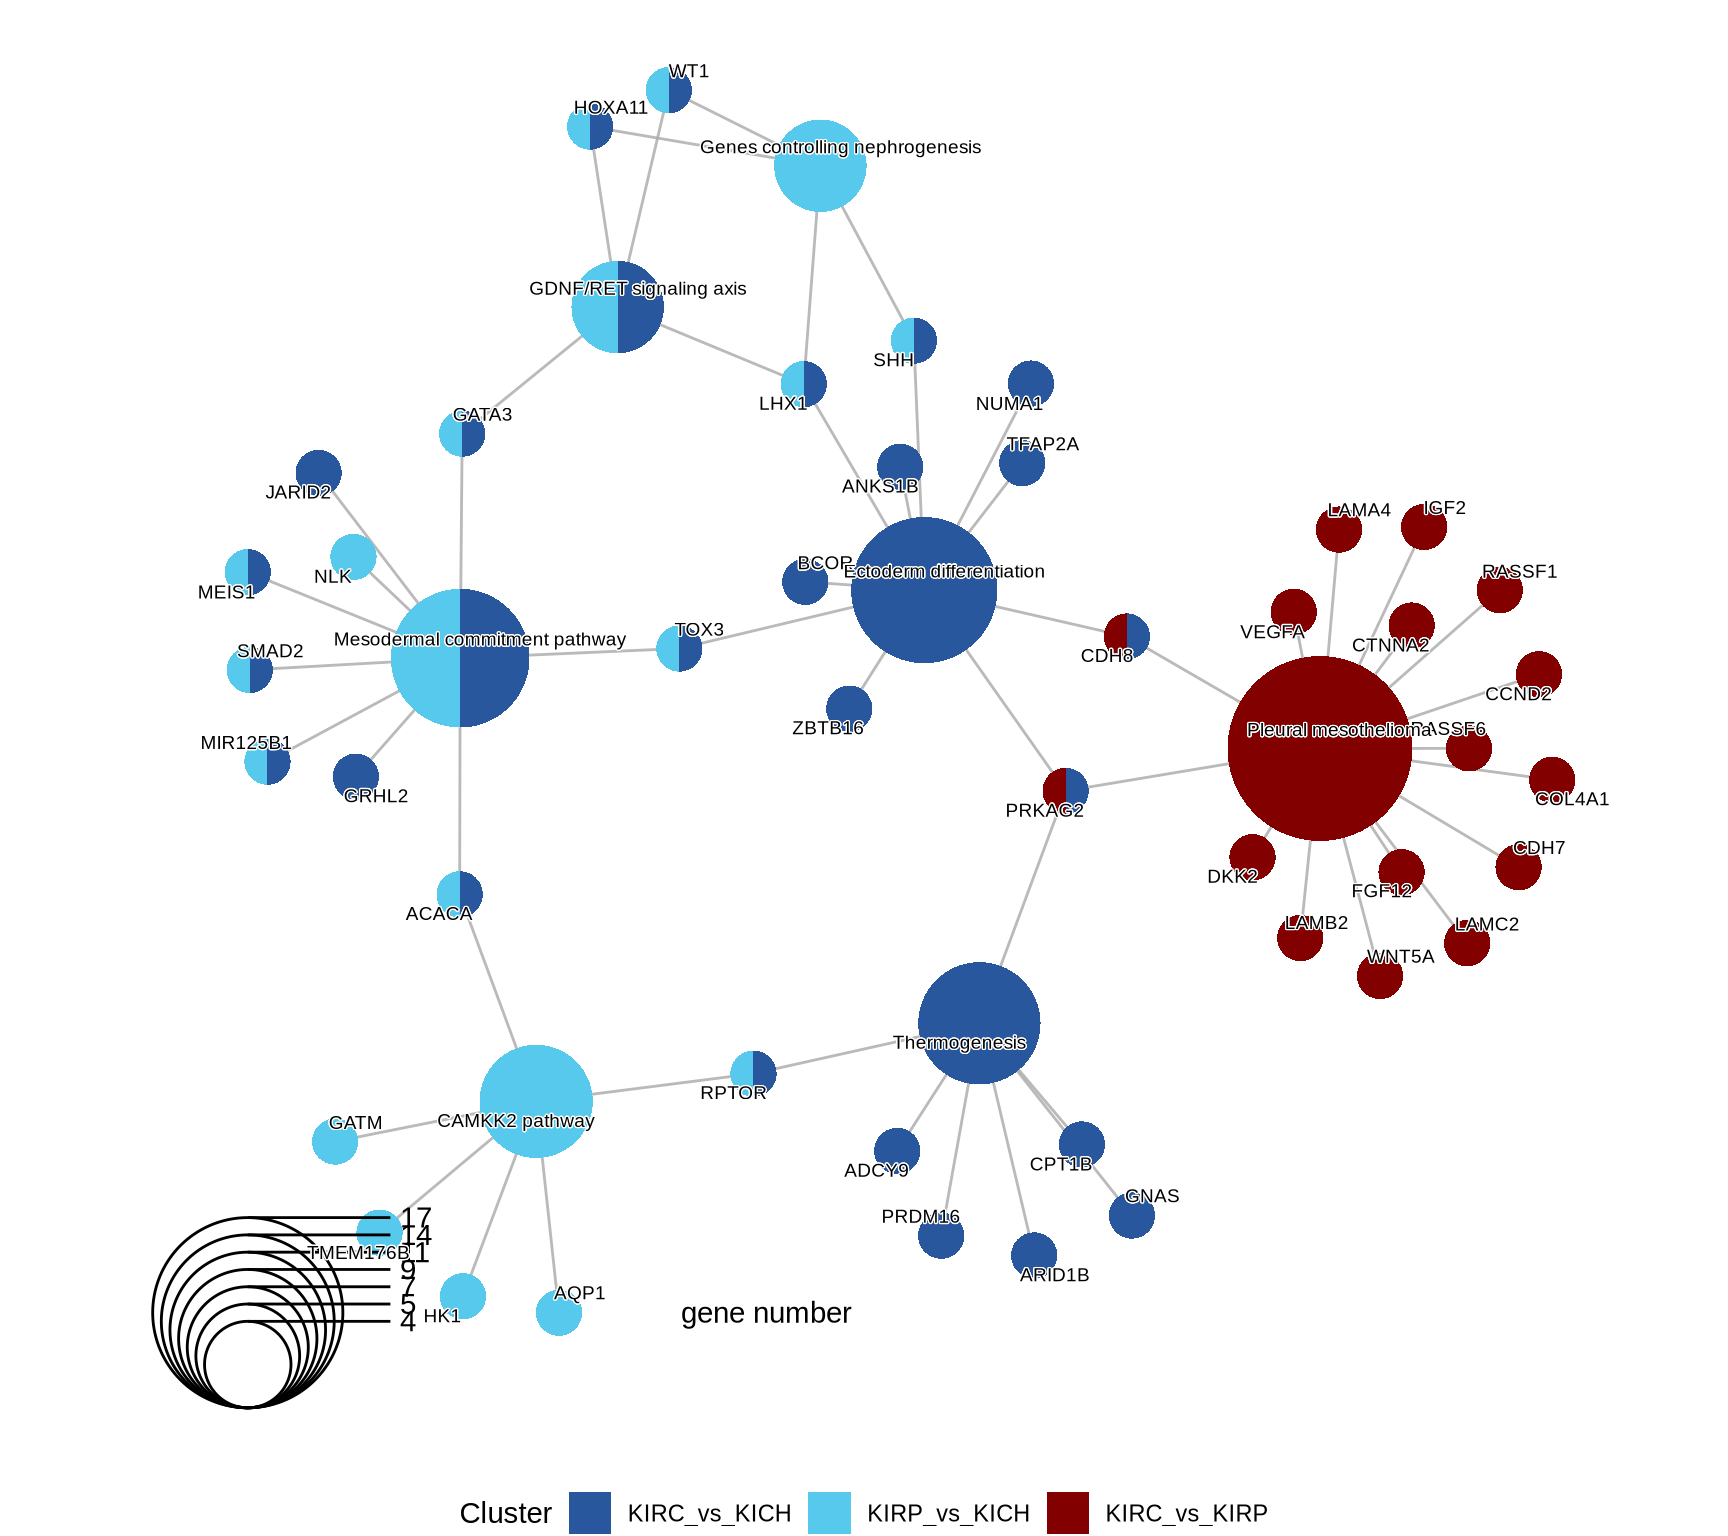 WT1
HOXA11
Genes controlling nephrogenesis
GDNF/RET signaling axis
SHH
LHX1
NUMA1
GATA3
TFAP2A
ANKS1B
JARID2
LAMA4
IGF2
NLK
MEIS1
BCOR
Ectoderm differentiation
RASSF1
VEGFA
CTNNA2
TOX3
Mesodermal commitment pathway
SMAD2
CDH8
CCND2
ZBTB16
Pleural mesothelioma
RASSF6
MIR125B1
GRHL2
PRKAG2
COL4A1
CDH7
DKK2
FGF12
ACACA
LAMB2
LAMC2
WNT5A
Thermogenesis
RPTOR
CAMKK2 pathway
GATM
ADCY9
CPT1B
GNAS
PRDM16
TMEM176B
ARID1B
AQP1
HK1
17
14
11
9
7
5
4
gene number
Cluster KIRC_vs_KICH KIRP_vs_KICH KIRC_vs_KIRP